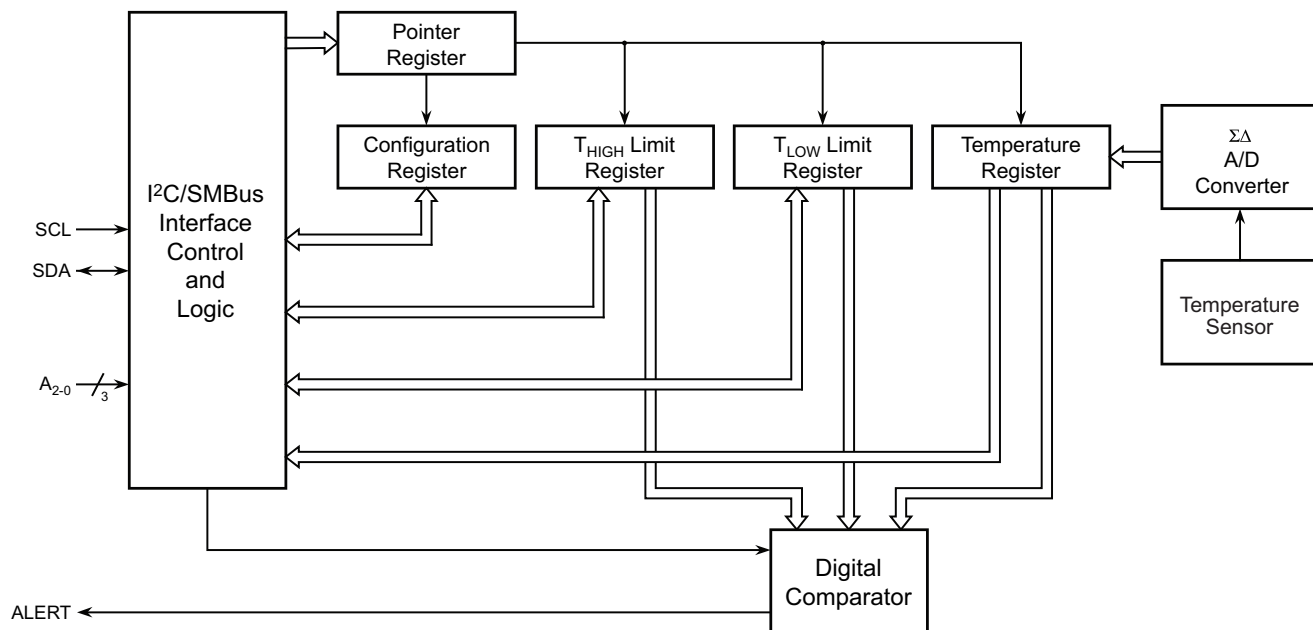 Pointer
Register
Configuration
Register
T_HIGH Limit
Register
T_LOW Limit
Register
Temperature
Register
ΣΔ
A/D
Converter
I²C/SMBus
Interface
Control
and
Logic
SCL
SDA
A₂₋₀
3
Temperature
Sensor
Digital
Comparator
ALERT